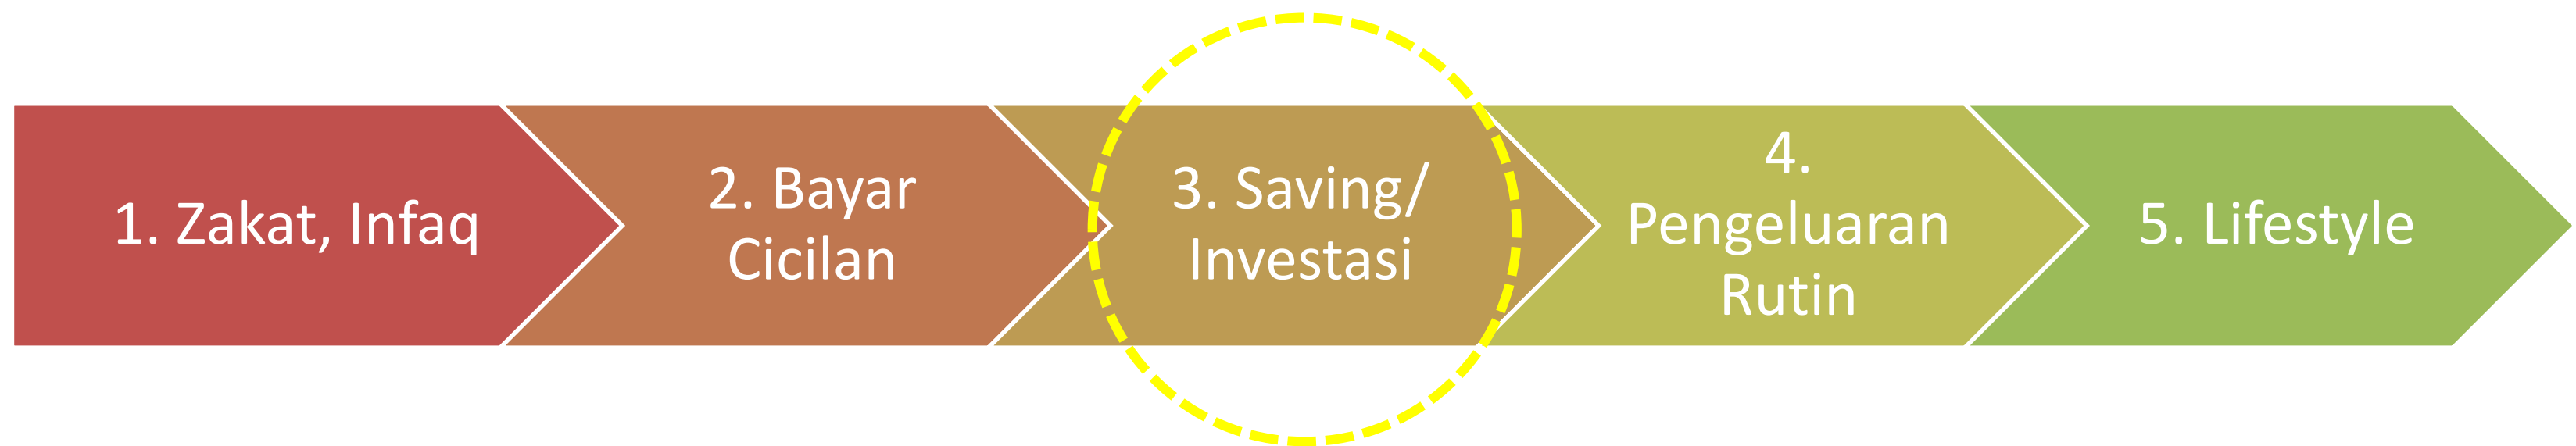 1. Zakat, Infaq
2. Bayar
Cicilan
3. Saving/
Investasi
4.
Pengeluaran
Rutin
5. Lifestyle